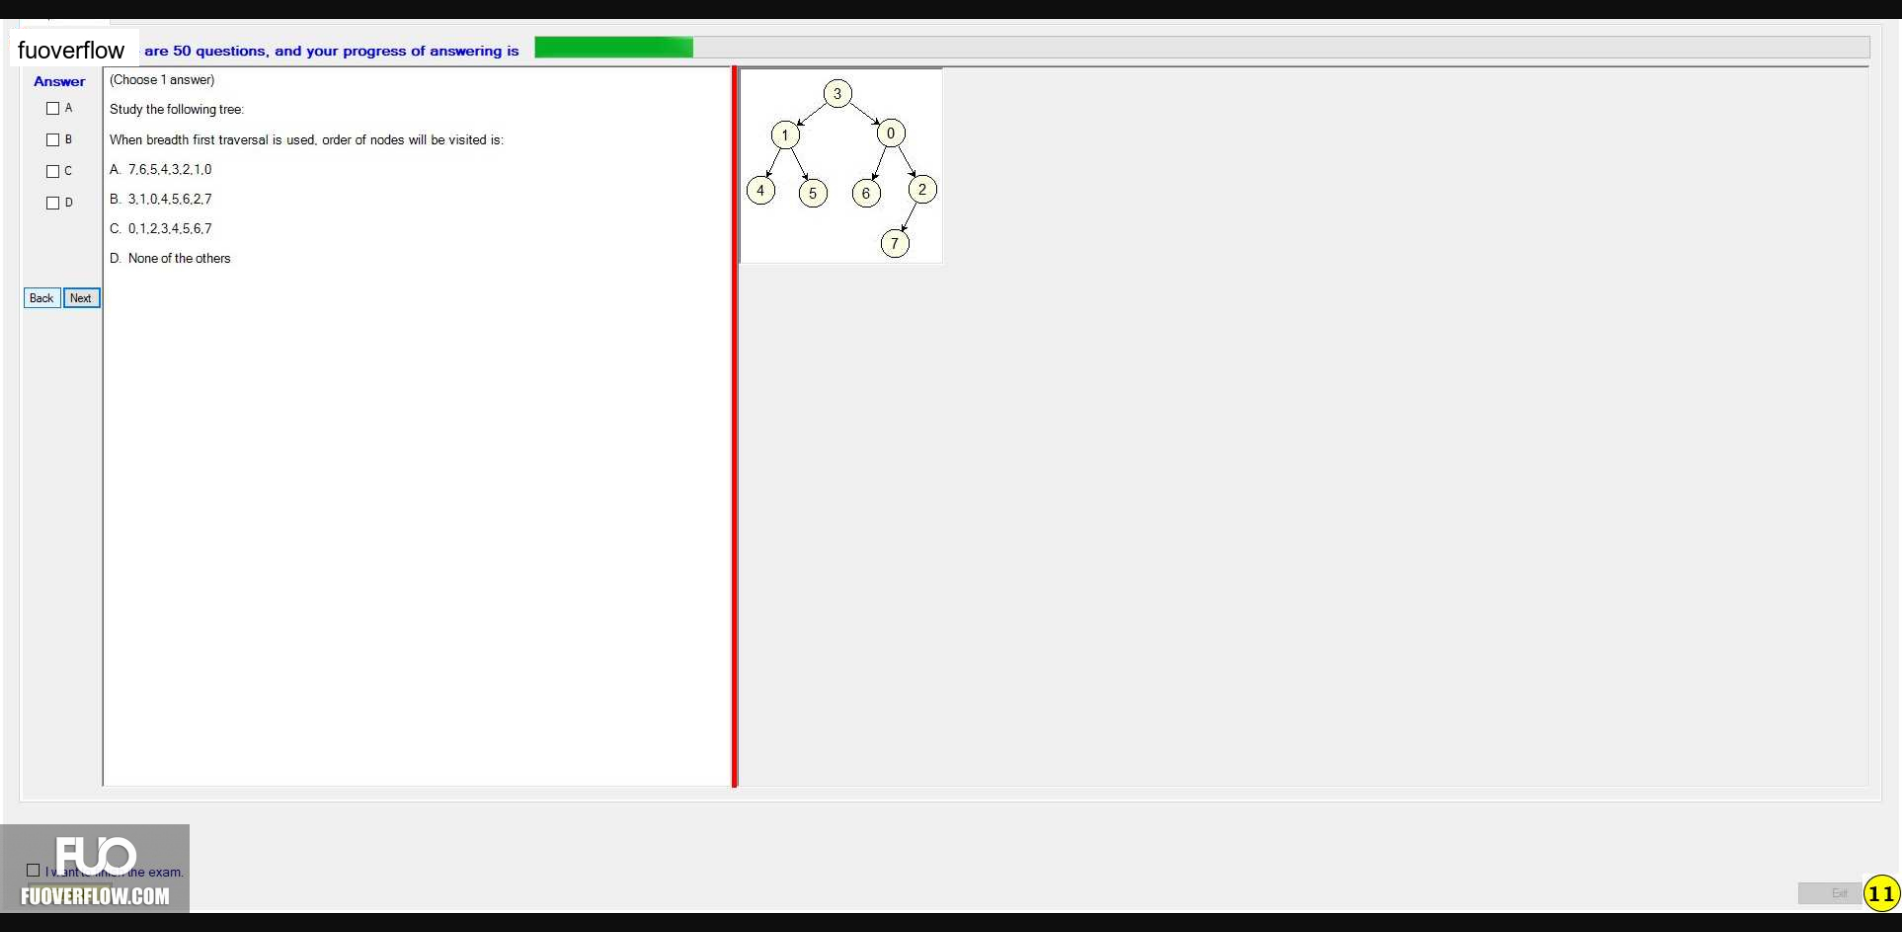 fuoverflow are 50 questions, and your progress of answering is
Answer
A
B
C
D
Back Next
(Choose 1 answer)
Study the following tree:
When breadth first traversal is used, order of nodes will be visited is:
A. 7,6,5,4,3,2,1,0
B. 3,1,0,4,5,6,2,7
C. 0,1,2,3,4,5,6,7
D. None of the others
3
1 0
4 5 6 2
7
FUO
the exam.
FUOVERFLOW.COM
Exit 11